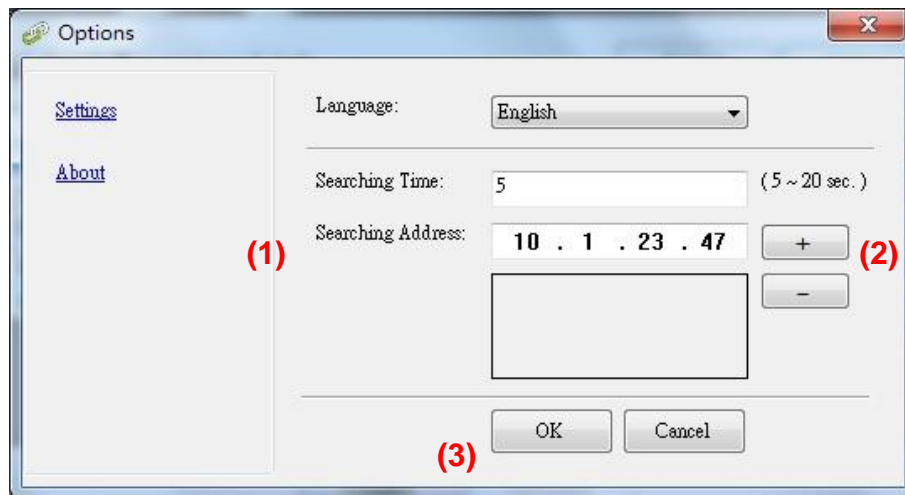 Options
Settings
About
Language:
English
Searching Time:
5
( 5 ~ 20 sec. )
(1)
Searching Address:
10 . 1 . 23 . 47
+
(2)
-
(3)
OK
Cancel